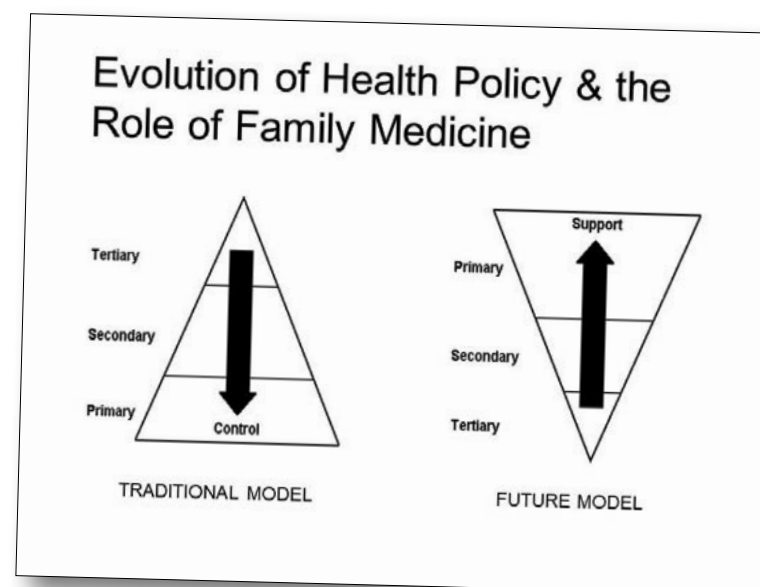 Evolution of Health Policy & the
Role of Family Medicine
Tertiary
Secondary
Primary
Control
TRADITIONAL MODEL
Support
Primary
Secondary
Tertiary
FUTURE MODEL